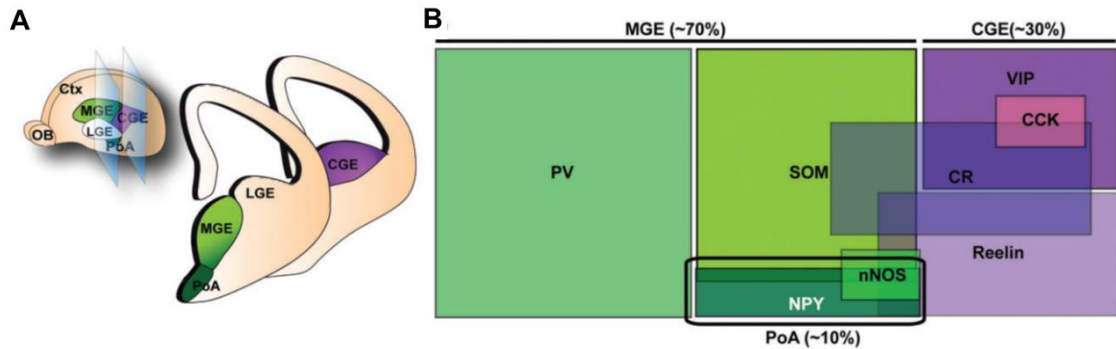 A
Ctx
MGE
CGE
LGE
OB
PoA
CGE
LGE
MGE
PoA
B
MGE (~70%)
CGE(~30%)
VIP
CCK
PV
SOM
CR
Reelin
nNOS
NPY
PoA (~10%)